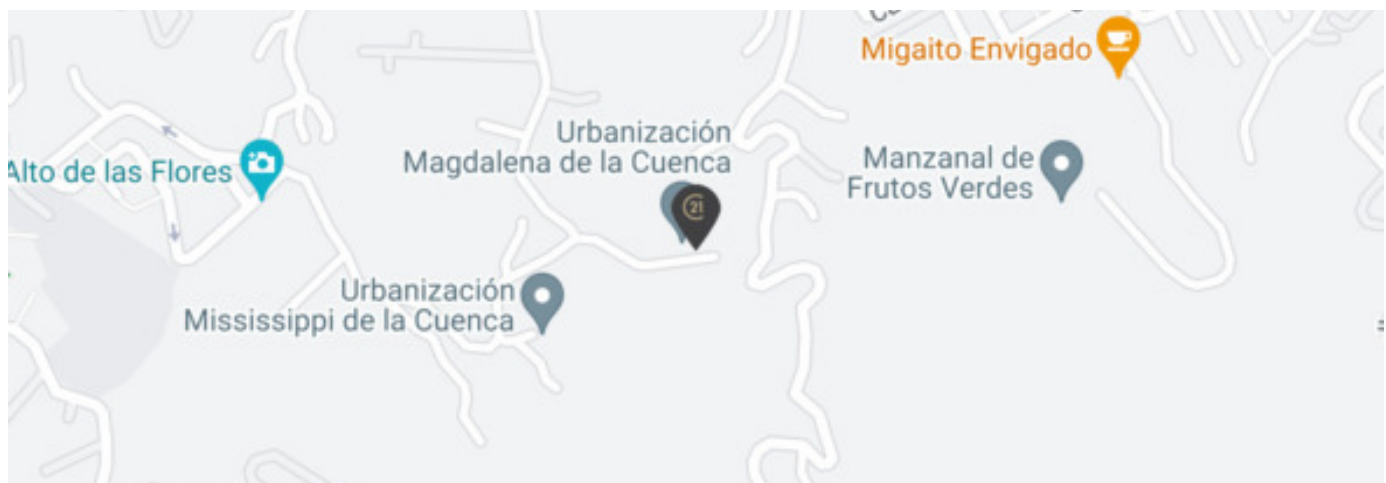 Migaito Envigado
Urbanización
Magdalena de la Cuenca
Manzanal de
Frutos Verdes
Alto de las Flores
21
Urbanización
Mississippi de la Cuenca